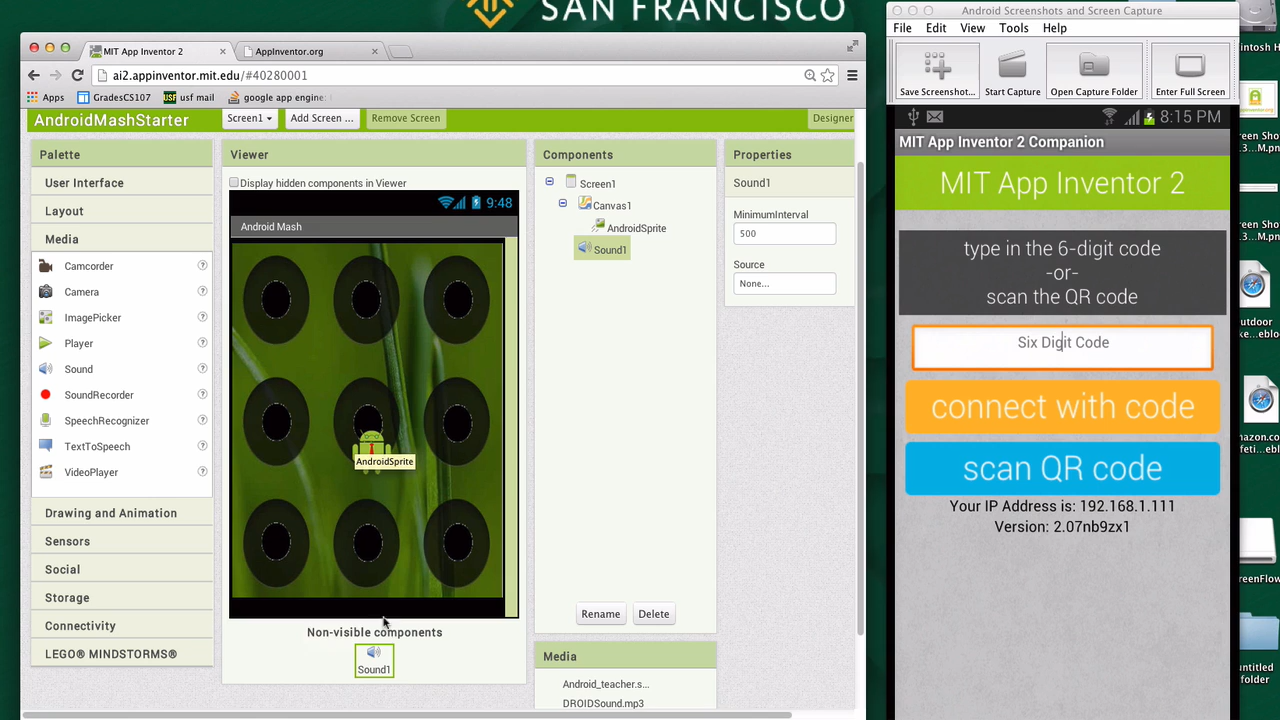 SAN FRANCISCO
MIT App Inventor 2
AppInventor.org
ai2.appinventor.mit.edu/#40280001
Apps
GradesCS107
usf mail
google app engine:
AndroidMashStarter
Screen1
Add Screen ...
Remove Screen
Designer
Palette
User Interface
Layout
Media
Camcorder
Camera
ImagePicker
Player
Sound
SoundRecorder
SpeechRecognizer
TextToSpeech
VideoPlayer
Drawing and Animation
Sensors
Social
Storage
Connectivity
LEGO® MINDSTORMS®
Viewer
Display hidden components in Viewer
9:48
Android Mash
AndroidSprite
Non-visible components
Sound1
Components
Screen1
Canvas1
AndroidSprite
Sound1
Rename
Delete
Media
Android_teacher.s...
DROIDSound.mp3
Properties
Sound1
MinimumInterval
500
Source
None...
Android Screenshots and Screen Capture
File
Edit
View
Tools
Help
Save Screenshot...
Start Capture
Open Capture Folder
Enter Full Screen
8:15 PM
MIT App Inventor 2 Companion
MIT App Inventor 2
type in the 6-digit code
-or-
scan the QR code
Six Digit Code
connect with code
scan QR code
Your IP Address is: 192.168.1.111
Version: 2.07nb9zx1
untitled
folder